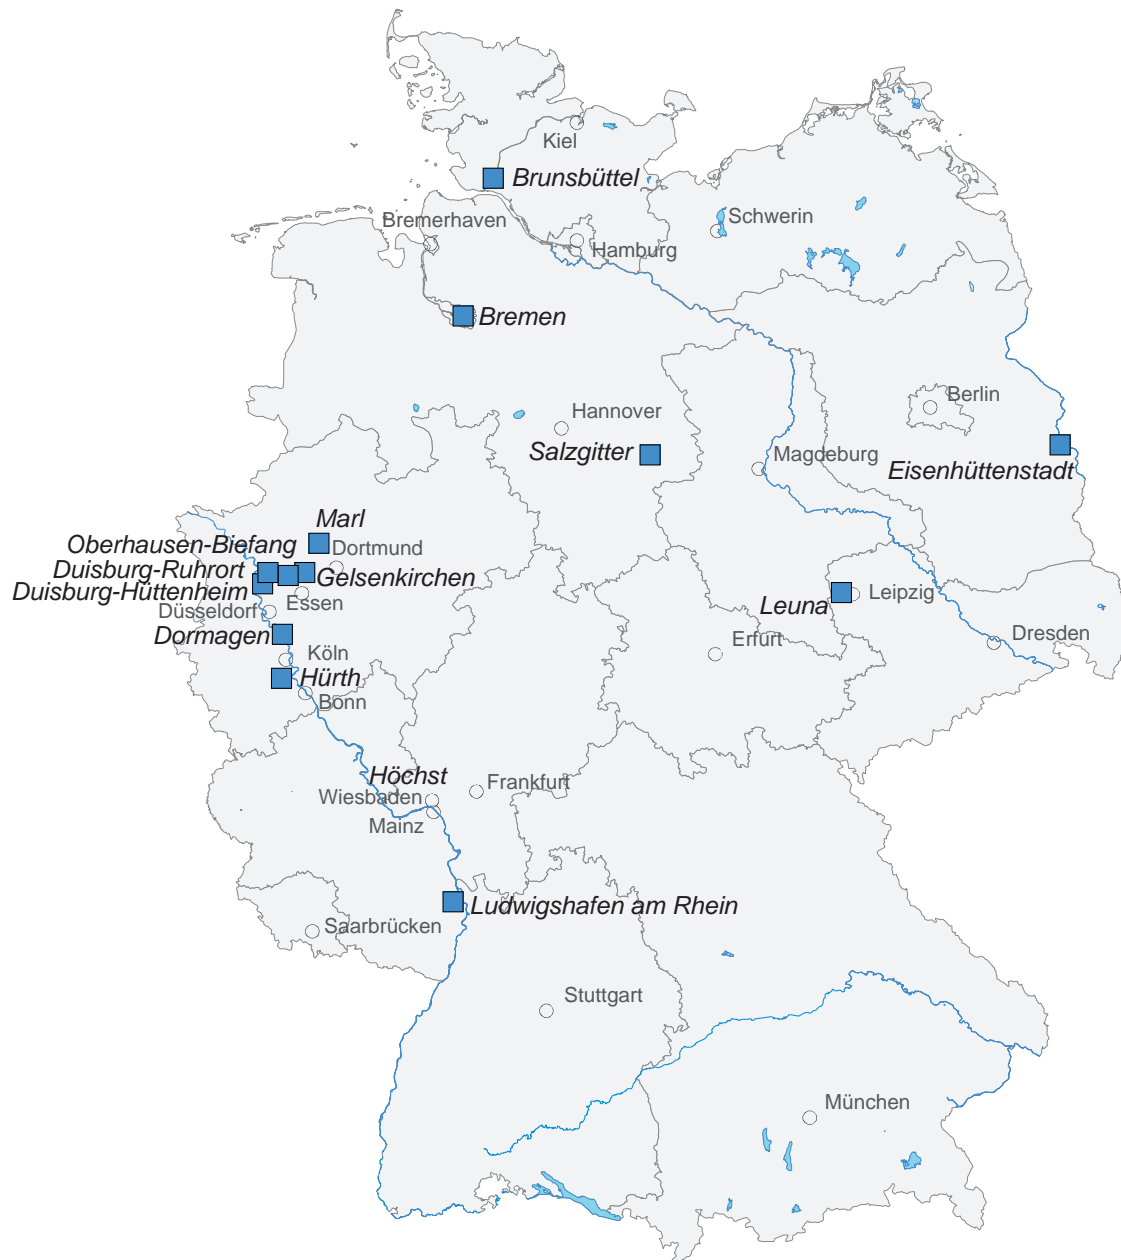 Kiel
Brunsbüttel
Schwerin
Bremerhaven
Hamburg
Bremen
Berlin
Hannover
Salzgitter
Magdeburg
Eisenhüttenstadt
Marl
Oberhausen-Biefang
Dortmund
Duisburg-Ruhrort
Gelsenkirchen
Duisburg-Hüttenheim
Essen
Düsseldorf
Leuna
Leipzig
Dormagen
Dresden
Erfurt
Köln
Hürth
Bonn
Höchst
Frankfurt
Wiesbaden
Mainz
Ludwigshafen am Rhein
Saarbrücken
Stuttgart
München